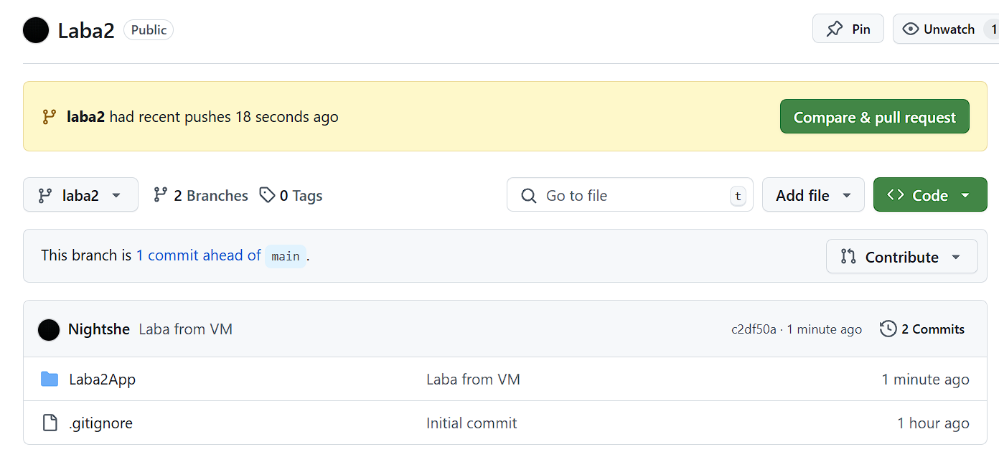 Laba2 Public Pin Unwatch 1
laba2 had recent pushes 18 seconds ago Compare & pull request
laba2 2 Branches 0 Tags Go to file t Add file Code
This branch is 1 commit ahead of main . Contribute
Nightshe Laba from VM c2df50a · 1 minute ago 2 Commits
Laba2App Laba from VM 1 minute ago
.gitignore Initial commit 1 hour ago